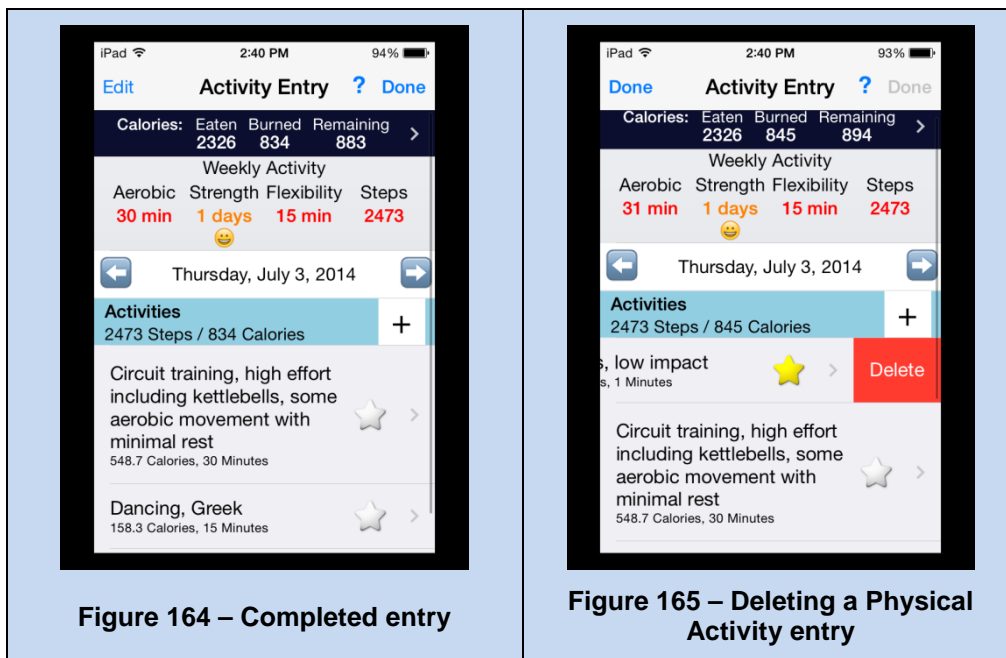 iPad 2:40 PM 94%
Edit Activity Entry ? Done
Calories: Eaten Burned Remaining
2326 834 883 >
Weekly Activity
Aerobic Strength Flexibility Steps
30 min 1 days 15 min 2473
Thursday, July 3, 2014
Activities
2473 Steps / 834 Calories +
Circuit training, high effort
including kettlebells, some
aerobic movement with
minimal rest
548.7 Calories, 30 Minutes
Dancing, Greek
158.3 Calories, 15 Minutes
Figure 164 – Completed entry
iPad 2:40 PM 93%
Done Activity Entry ? Done
Calories: Eaten Burned Remaining
2326 845 894 >
Weekly Activity
Aerobic Strength Flexibility Steps
31 min 1 days 15 min 2473
Thursday, July 3, 2014
Activities
2473 Steps / 845 Calories +
s, low impact Delete
s, 1 Minutes
Circuit training, high effort
including kettlebells, some
aerobic movement with
minimal rest
548.7 Calories, 30 Minutes
Figure 165 – Deleting a Physical
Activity entry